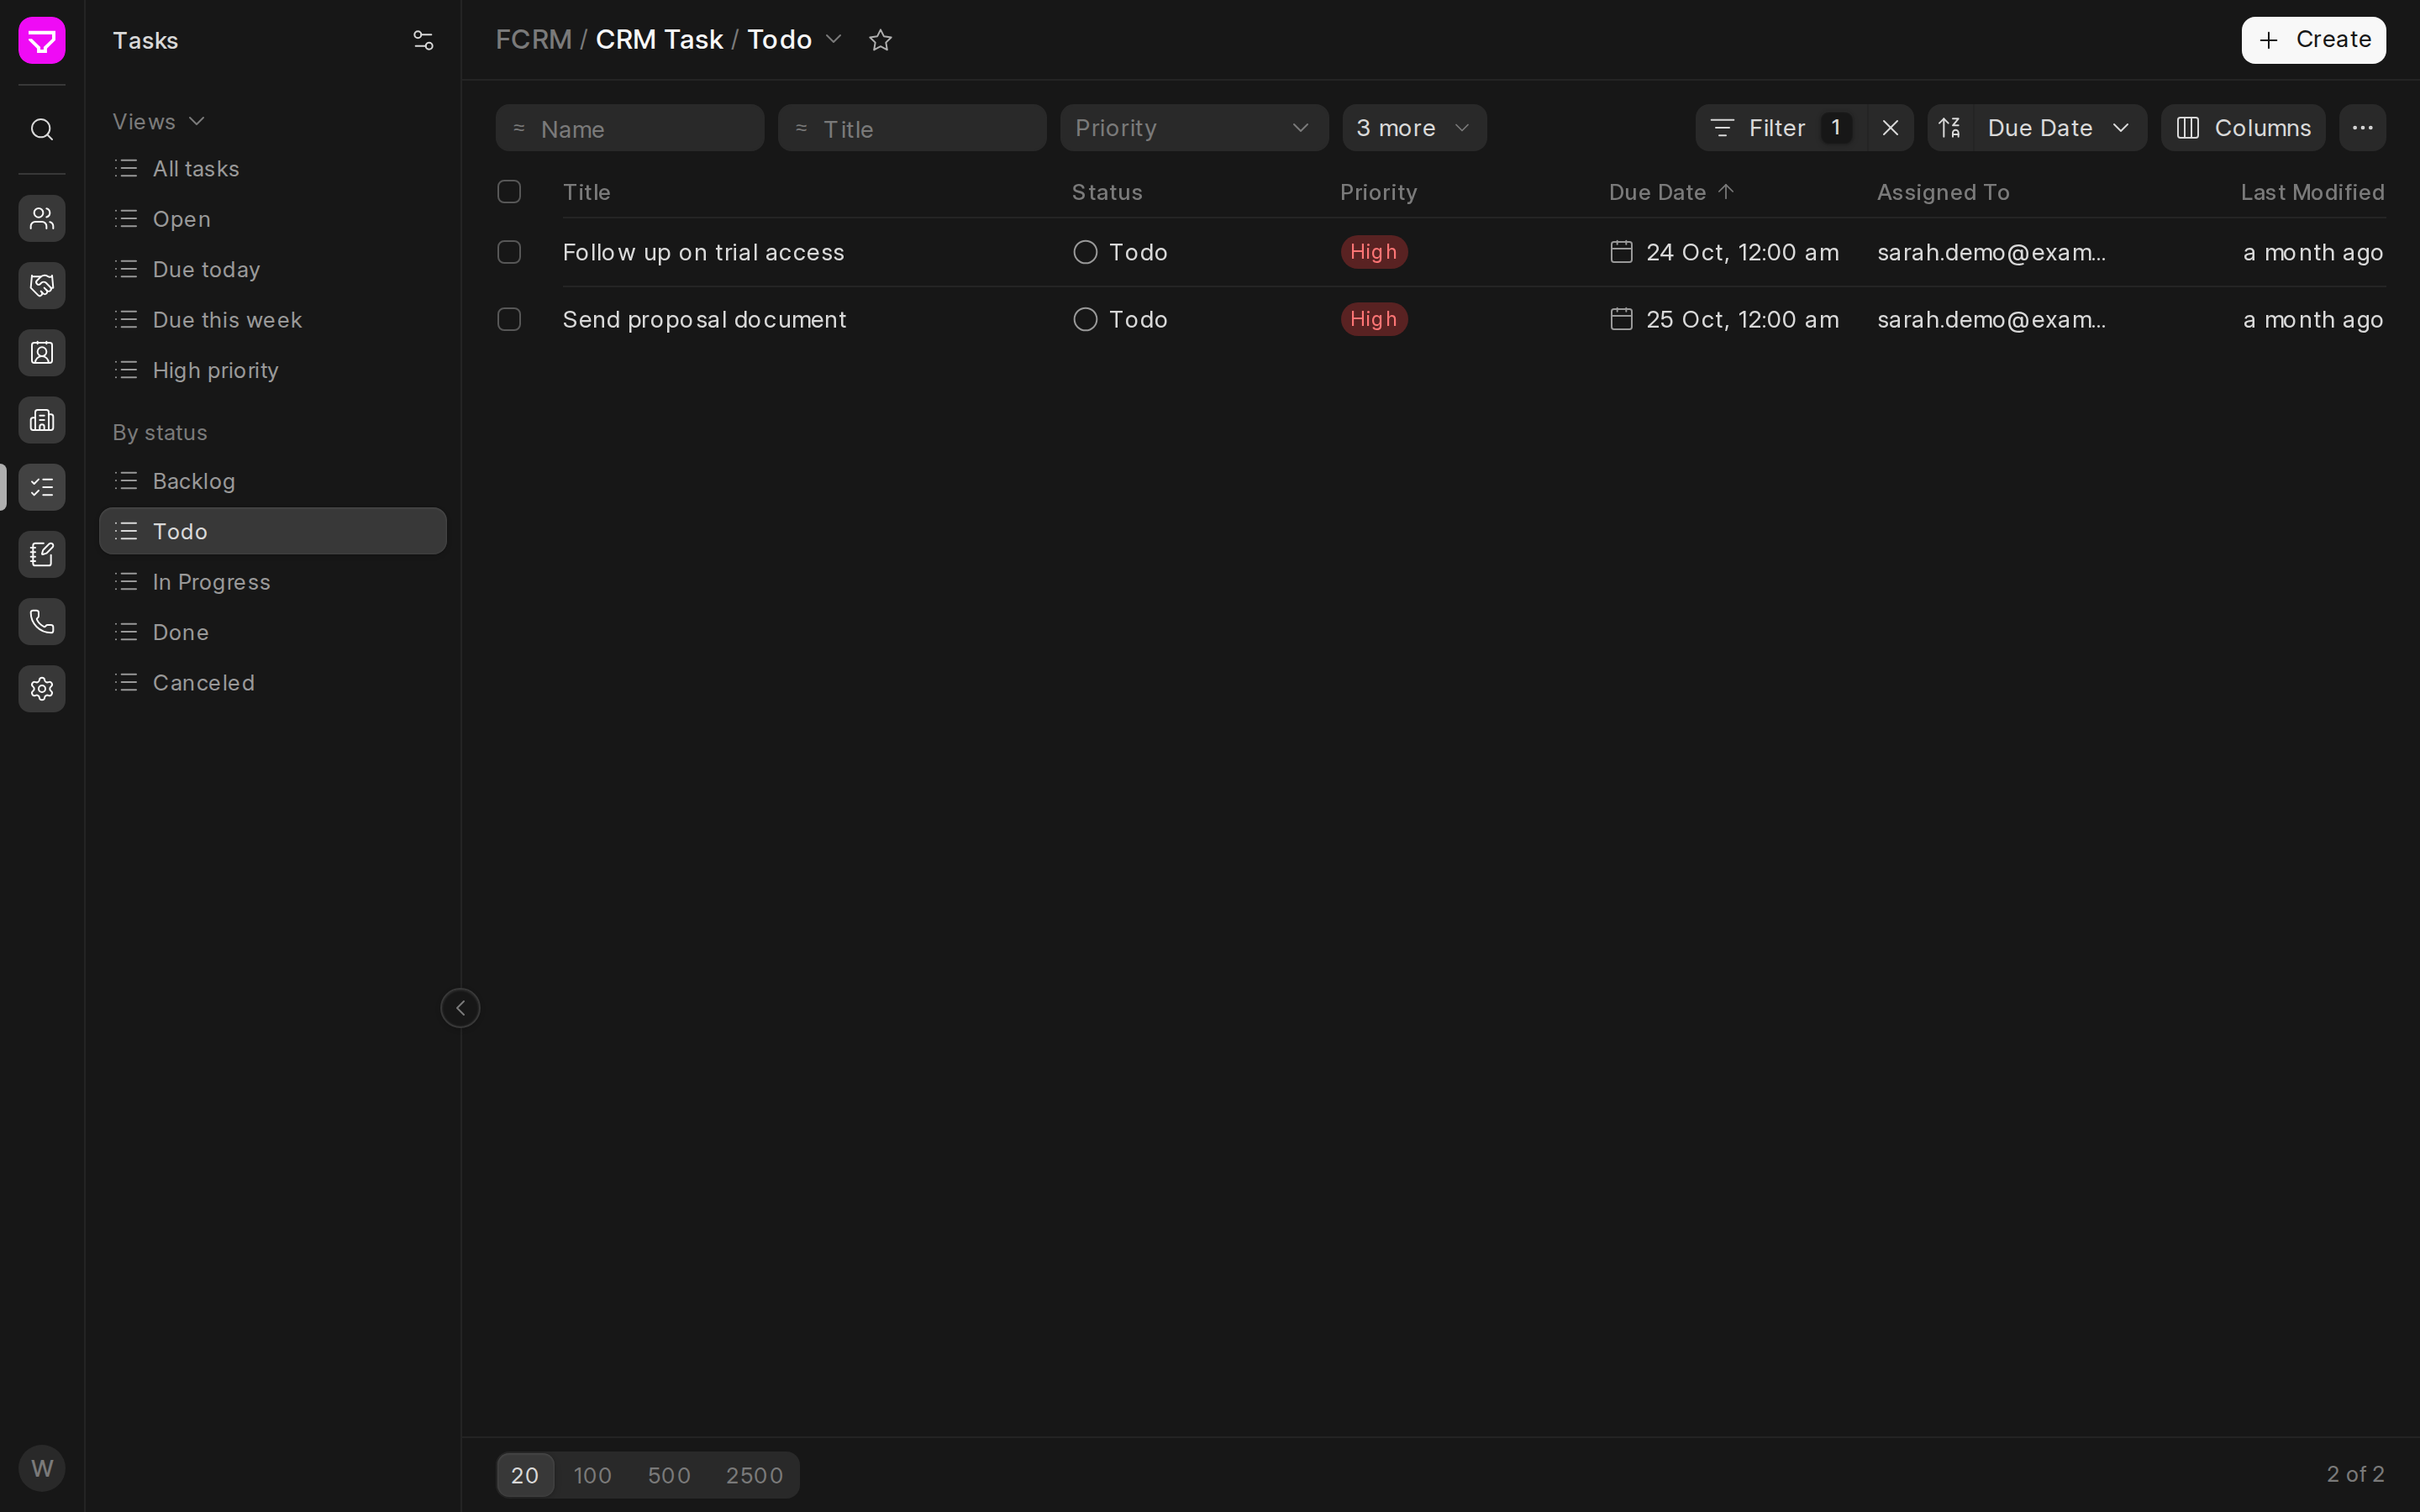 Tasks
FCRM / CRM Task / Todo
Create
Views
All tasks
Open
Due today
Due this week
High priority
By status
Backlog
Todo
In Progress
Done
Canceled
≈ Name
≈ Title
Priority
3 more
Filter 1
Due Date
Columns
Title Status Priority Due Date Assigned To Last Modified
Follow up on trial access Todo High 24 Oct, 12:00 am sarah.demo@exam... a month ago
Send proposal document Todo High 25 Oct, 12:00 am sarah.demo@exam... a month ago
W
20 100 500 2500
2 of 2